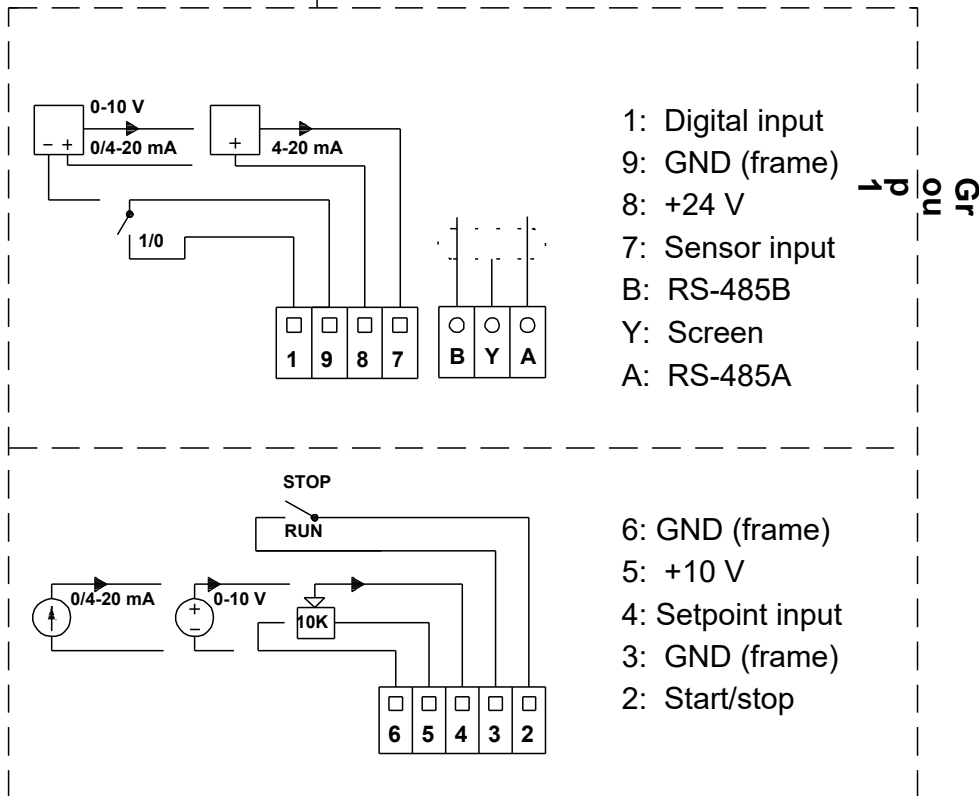 0-10 V
0/4-20 mA
- +
4-20 mA
+
1/0
1 9 8 7
B Y A
1: Digital input
9: GND (frame)
8: +24 V
7: Sensor input
B: RS-485B
Y: Screen
A: RS-485A
Gr
ou
p
1
STOP
RUN
0/4-20 mA
+
-
0-10 V
10K
6 5 4 3 2
6: GND (frame)
5: +10 V
4: Setpoint input
3: GND (frame)
2: Start/stop